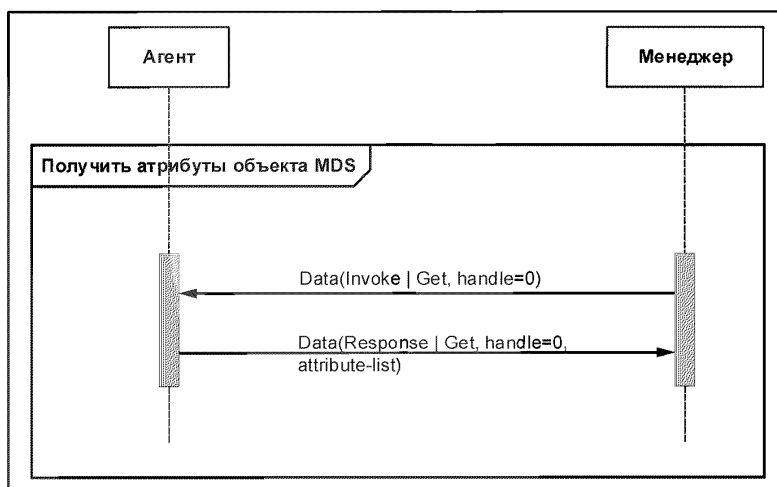 Агент
Менеджер
Получить атрибуты объекта MDS
Data(Invoke | Get, handle=0)
Data(Response | Get, handle=0,
attribute-list)